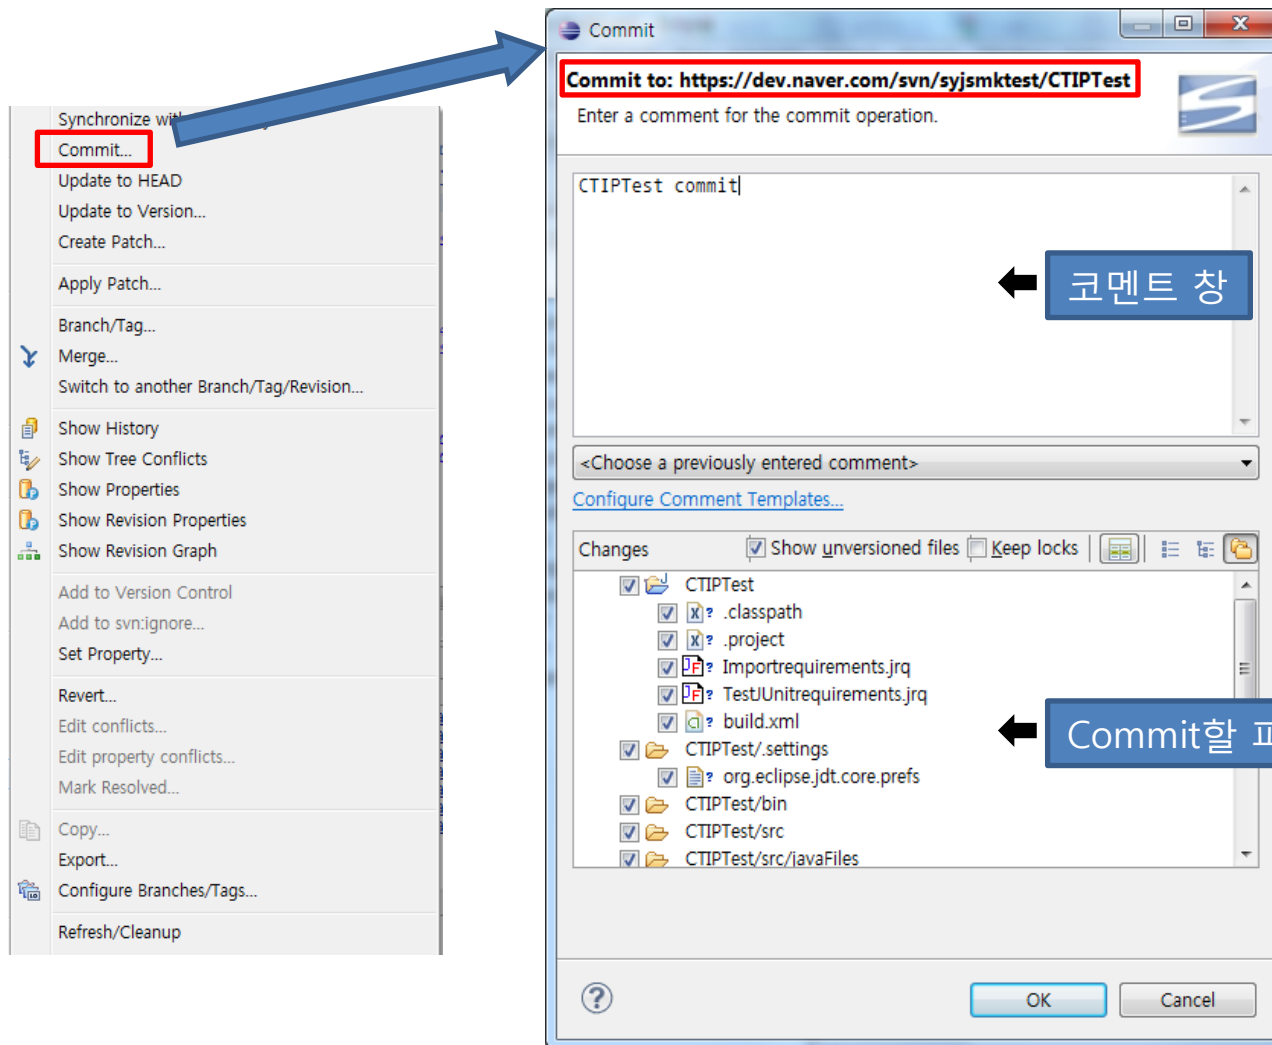 Synchronize
Commit...
Update to HEAD
Update to Version...
Create Patch...
Apply Patch...
Branch/Tag...
Merge...
Switch to another Branch/Tag/Revision...
Show History
Show Tree Conflicts
Show Properties
Show Revision Properties
Show Revision Graph
Add to Version Control
Add to svn:ignore...
Set Property...
Revert...
Edit conflicts...
Edit property conflicts...
Mark Resolved...
Copy...
Export...
Configure Branches/Tags...
Refresh/Cleanup
Commit
Commit to: https://dev.naver.com/svn/syjsmktest/CTIPTest
Enter a comment for the commit operation.
CTIPTest commit
코멘트 창
<Choose a previously entered comment>
Configure Comment Templates...
Changes Show unversioned files Keep locks
CTIPTest
.classpath
.project
Importrequirements.jrq
TestJUnitrequirements.jrq
build.xml
CTIPTest/.settings
org.eclipse.jdt.core.prefs
CTIPTest/bin
CTIPTest/src
CTIPTest/src/javaFiles
Commit할
OK Cancel